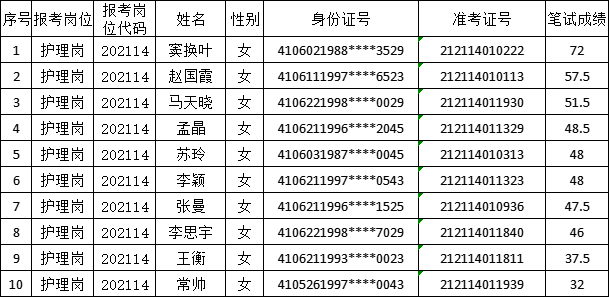 序号 报考岗位 报考岗位代码 姓名 性别 身份证号 准考证号 笔试成绩
1 护理岗 202114 窦换叶 女 4106021988****3529 212114010222 72
2 护理岗 202114 赵国霞 女 4106111997****6523 212114010113 57.5
3 护理岗 202114 马天晓 女 4106221998****0029 212114011930 51.5
4 护理岗 202114 孟晶 女 4106211996****2045 212114011329 48.5
5 护理岗 202114 苏玲 女 4106031987****0045 212114010313 48
6 护理岗 202114 李颖 女 4106211997****0543 212114011323 48
7 护理岗 202114 张曼 女 4106211996****1525 212114010936 47.5
8 护理岗 202114 李思宇 女 4106221998****7029 212114011840 46
9 护理岗 202114 王衡 女 4106211993****0023 212114011811 37.5
10 护理岗 202114 常帅 女 4105261997****0043 212114011939 32